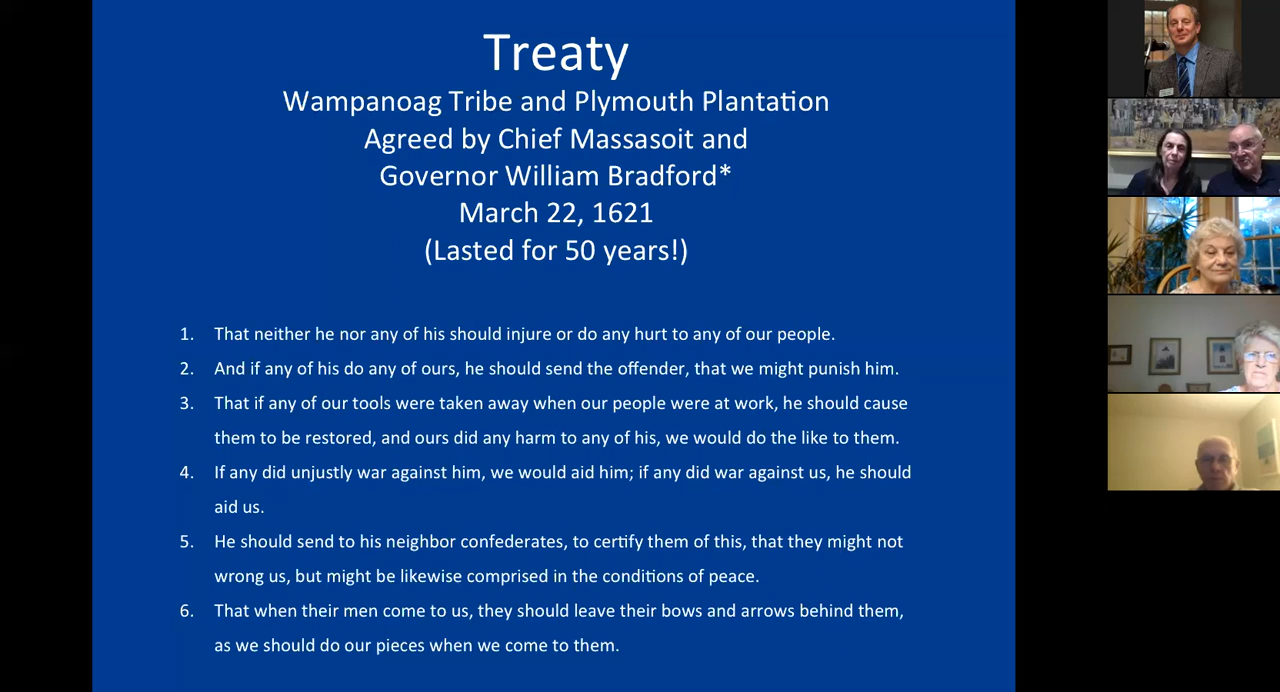 Treaty
Wampanoag Tribe and Plymouth Plantation
Agreed by Chief Massasoit and
Governor William Bradford*
March 22, 1621
(Lasted for 50 years!)
1. That neither he nor any of his should injure or do any hurt to any of our people.
2. And if any of his do any of ours, he should send the offender, that we might punish him.
3. That if any of our tools were taken away when our people were at work, he should cause
them to be restored, and ours did any harm to any of his, we would do the like to them.
4. If any did unjustly war against him, we would aid him; if any did war against us, he should
aid us.
5. He should send to his neighbor confederates, to certify them of this, that they might not
wrong us, but might be likewise comprised in the conditions of peace.
6. That when their men come to us, they should leave their bows and arrows behind them,
as we should do our pieces when we come to them.